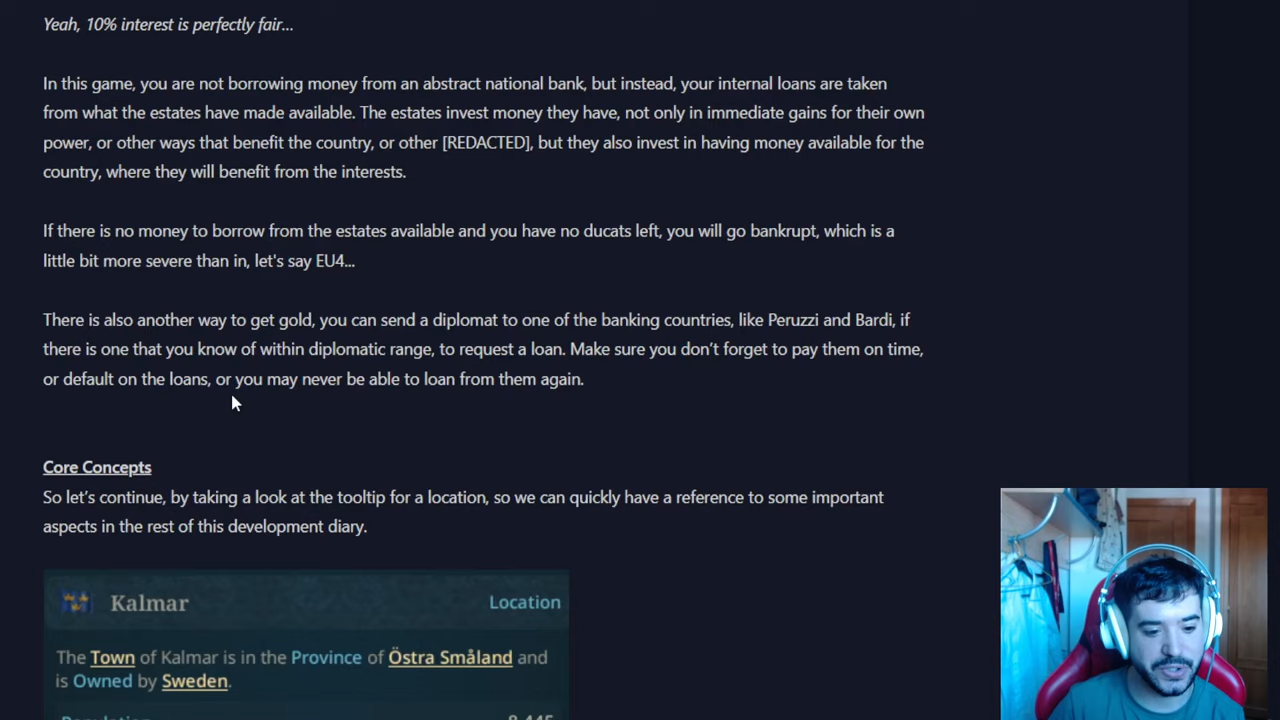 Yeah, 10% interest is perfectly fair...
In this game, you are not borrowing money from an abstract national bank, but instead, your internal loans are taken
from what the estates have made available. The estates invest money they have, not only in immediate gains for their own
power, or other ways that benefit the country, or other [REDACTED], but they also invest in having money available for the
country, where they will benefit from the interests.
If there is no money to borrow from the estates available and you have no ducats left, you will go bankrupt, which is a
little bit more severe than in, let's say EU4...
There is also another way to get gold, you can send a diplomat to one of the banking countries, like Peruzzi and Bardi, if
there is one that you know of within diplomatic range, to request a loan. Make sure you don’t forget to pay them on time,
or default on the loans, or you may never be able to loan from them again.
Core Concepts
So let’s continue, by taking a look at the tooltip for a location, so we can quickly have a reference to some important
aspects in the rest of this development diary.
Kalmar Location
The Town of Kalmar is in the Province of Östra Småland and
is Owned by Sweden.
Population 8,445